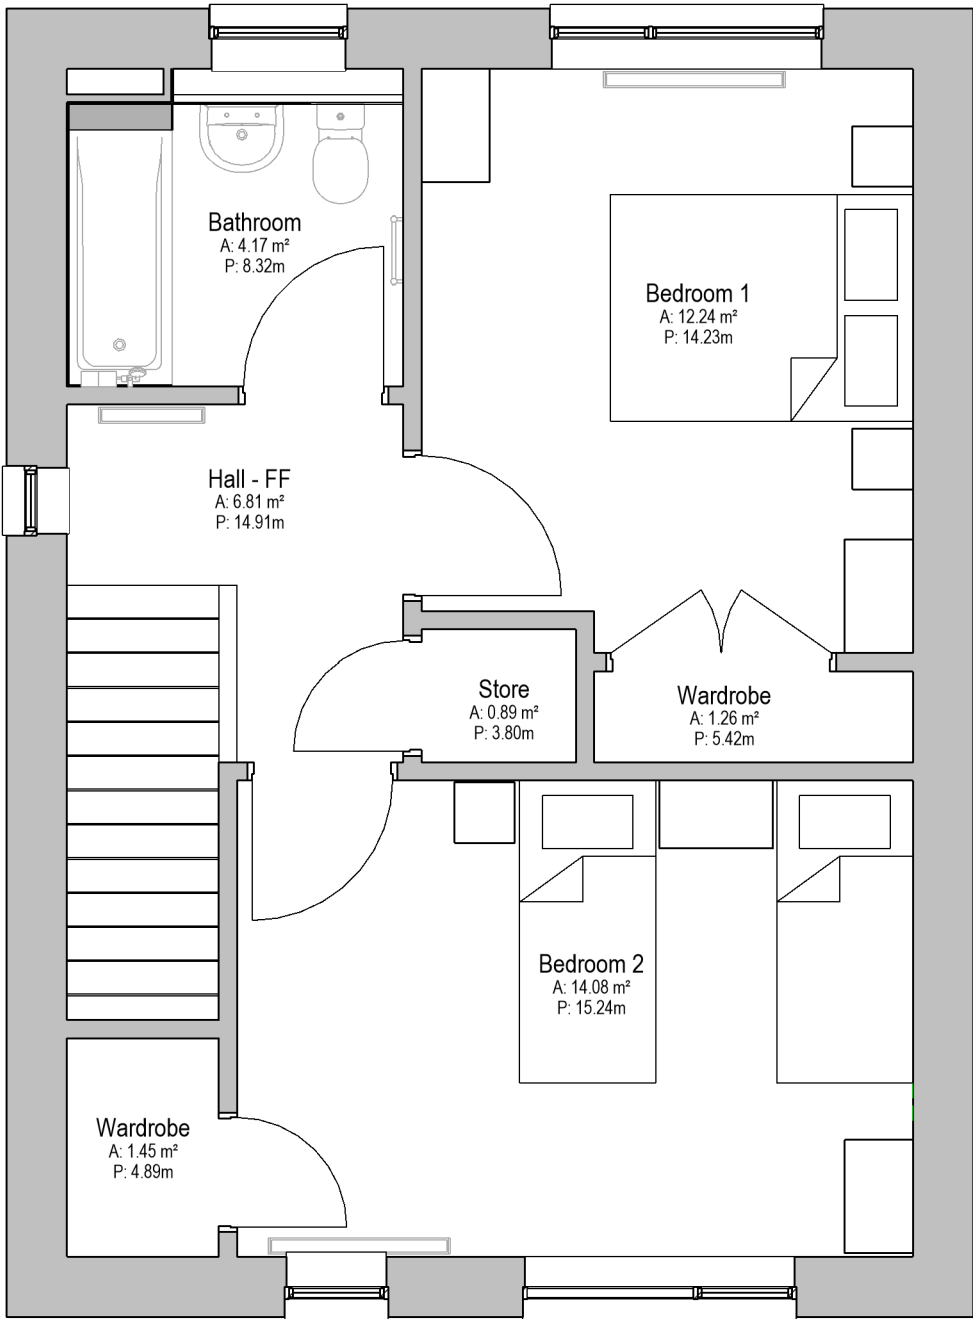 Bathroom
A: 4.17 m²
P: 8.32m
Bedroom 1
A: 12.24 m²
P: 14.23m
Hall - FF
A: 6.81 m²
P: 14.91m
Store
A: 0.89 m²
P: 3.80m
Wardrobe
A: 1.26 m²
P: 5.42m
Bedroom 2
A: 14.08 m²
P: 15.24m
Wardrobe
A: 1.45 m²
P: 4.89m